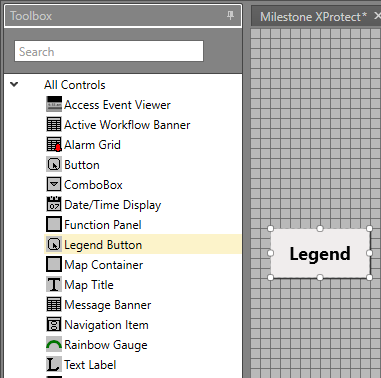 Toolbox
Milestone XProtect*
Search
All Controls
Access Event Viewer
Active Workflow Banner
Alarm Grid
Button
ComboBox
Date/Time Display
Function Panel
Legend Button
Map Container
Map Title
Message Banner
Navigation Item
Rainbow Gauge
Text Label
Legend